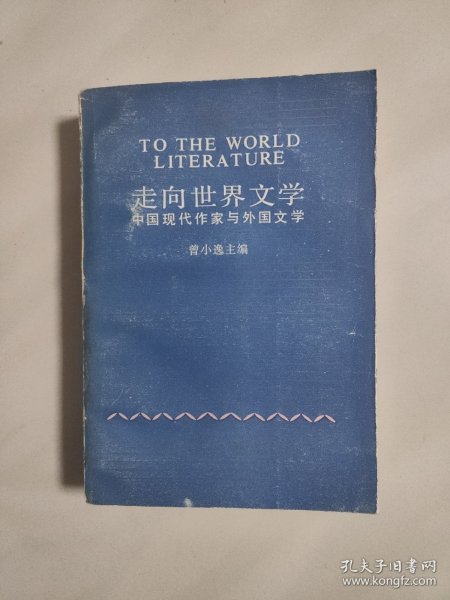 TO THE WORLD
LITERATURE
走向世界文学
中国现代作家与外国文学
曾小逸主编
孔夫子旧书网
www.kongfz.com